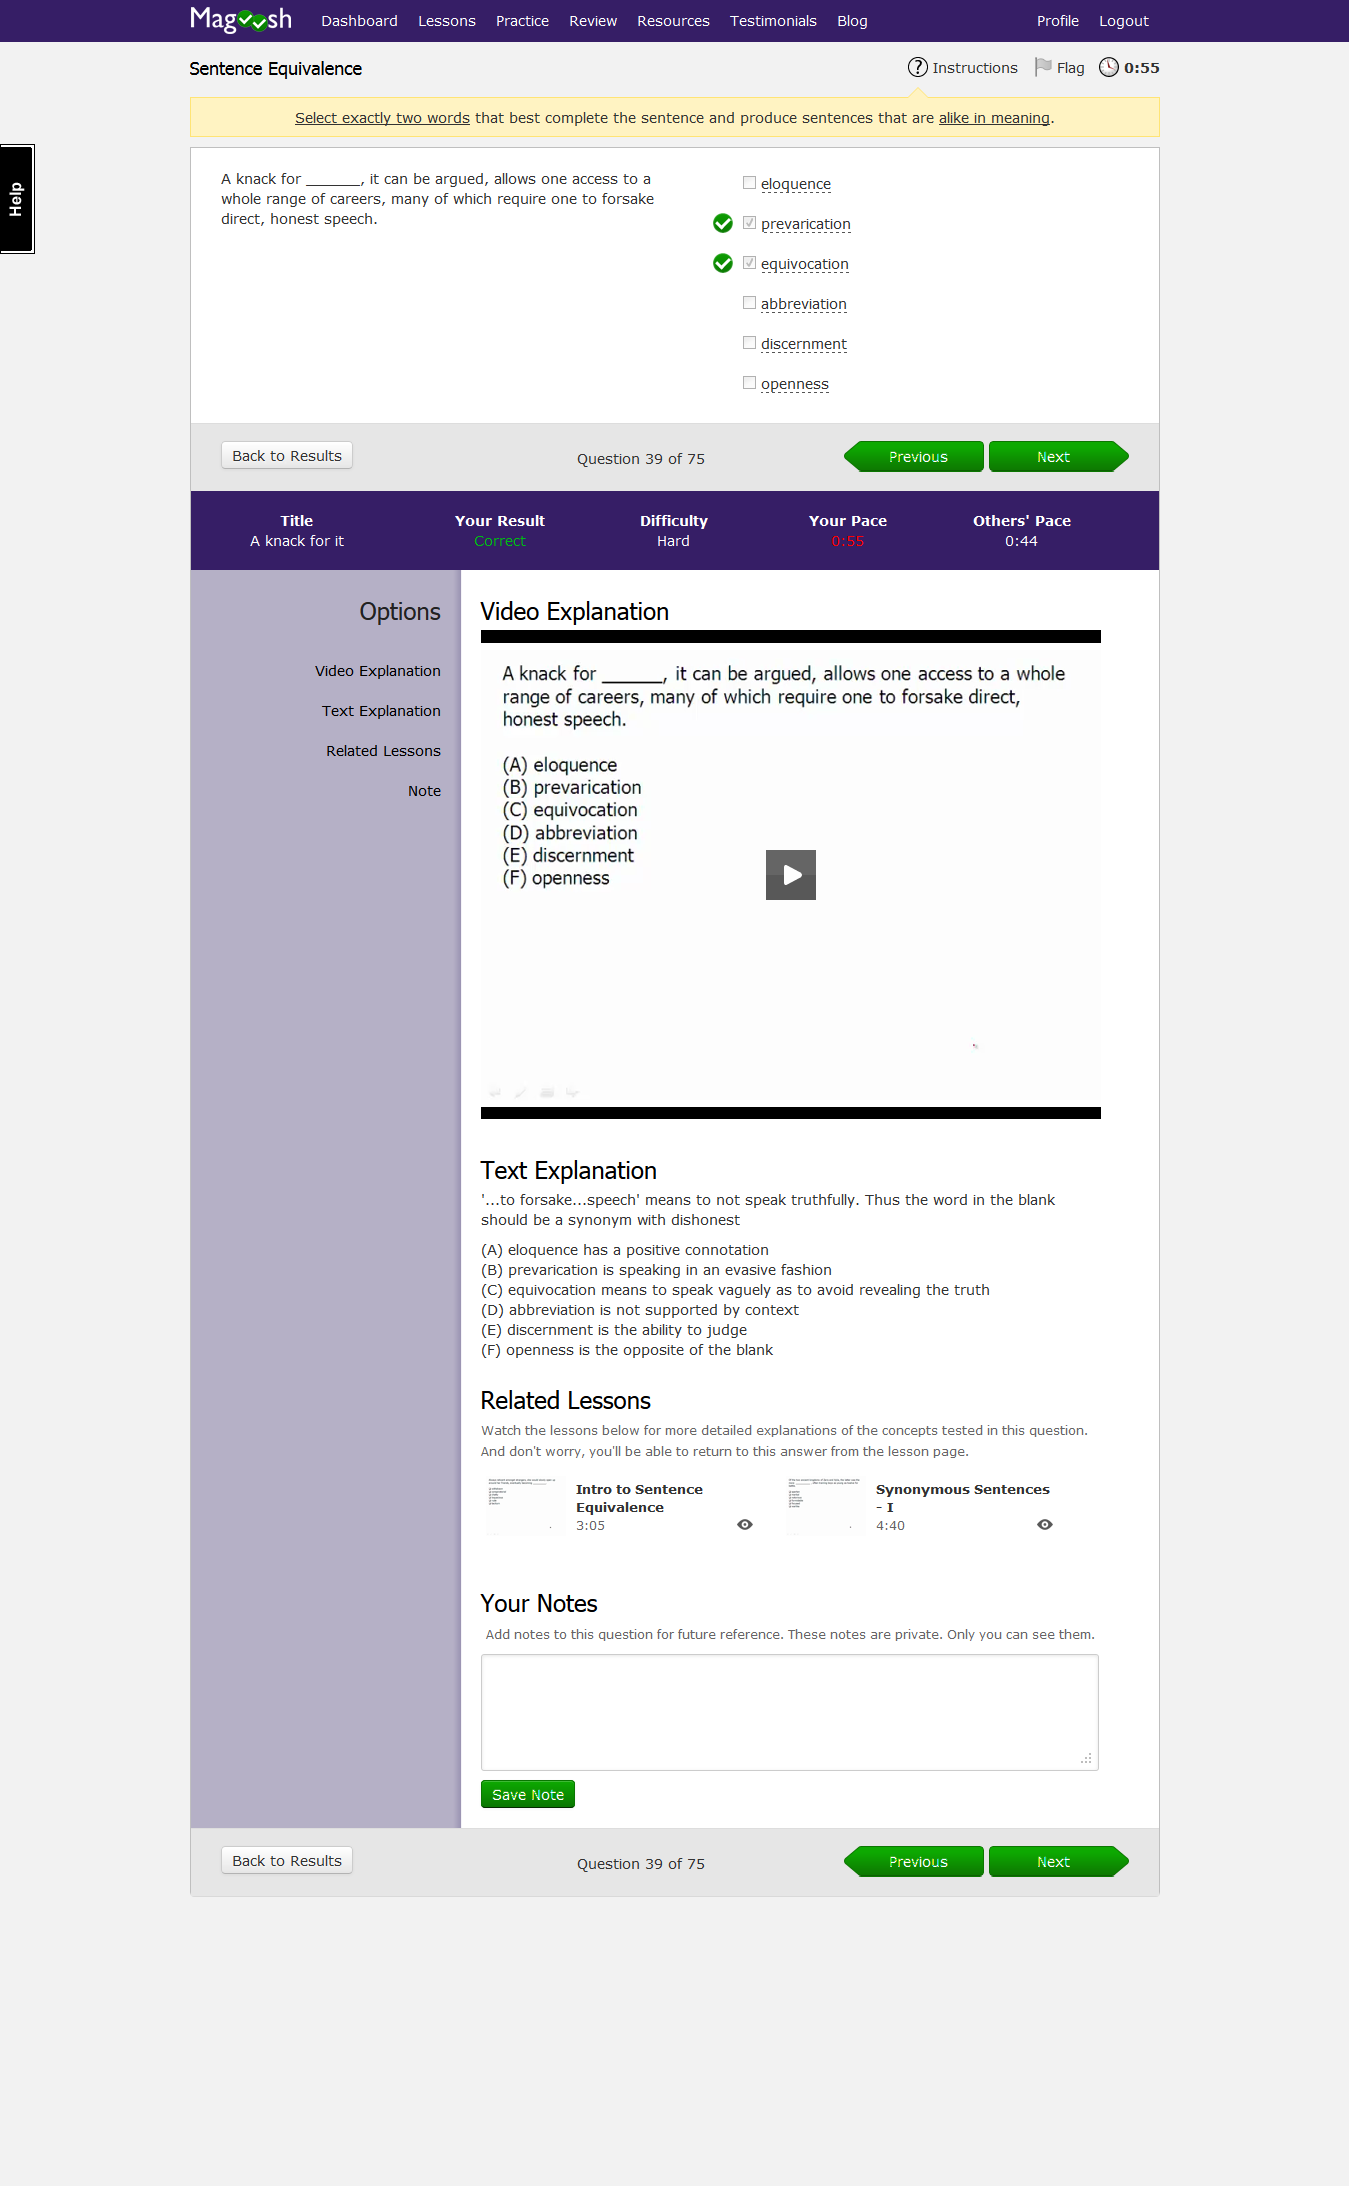 Magoosh
Dashboard Lessons Practice Review Resources Testimonials Blog Profile Logout
Sentence Equivalence
Instructions Flag 0:55
Select exactly two words that best complete the sentence and produce sentences that are alike in meaning.
Help
A knack for ______, it can be argued, allows one access to a
whole range of careers, many of which require one to forsake
direct, honest speech.
eloquence
prevarication
equivocation
abbreviation
discernment
openness
Back to Results Question 39 of 75 Previous Next
Title Your Result Difficulty Your Pace Others' Pace
A knack for it Correct Hard 0:55 0:44
Options
Video Explanation
Text Explanation
Related Lessons
Note
Video Explanation
A knack for ______, it can be argued, allows one access to a whole
range of careers, many of which require one to forsake direct,
honest speech.
(A) eloquence
(B) prevarication
(C) equivocation
(D) abbreviation
(E) discernment
(F) openness
Text Explanation
'...to forsake...speech' means to not speak truthfully. Thus the word in the blank
should be a synonym with dishonest
(A) eloquence has a positive connotation
(B) prevarication is speaking in an evasive fashion
(C) equivocation means to speak vaguely as to avoid revealing the truth
(D) abbreviation is not supported by context
(E) discernment is the ability to judge
(F) openness is the opposite of the blank
Related Lessons
Watch the lessons below for more detailed explanations of the concepts tested in this question.
And don't worry, you'll be able to return to this answer from the lesson page.
Intro to Sentence
Equivalence
3:05
Synonymous Sentences
- I
4:40
Your Notes
Add notes to this question for future reference. These notes are private. Only you can see them.
Save Note
Back to Results Question 39 of 75 Previous Next